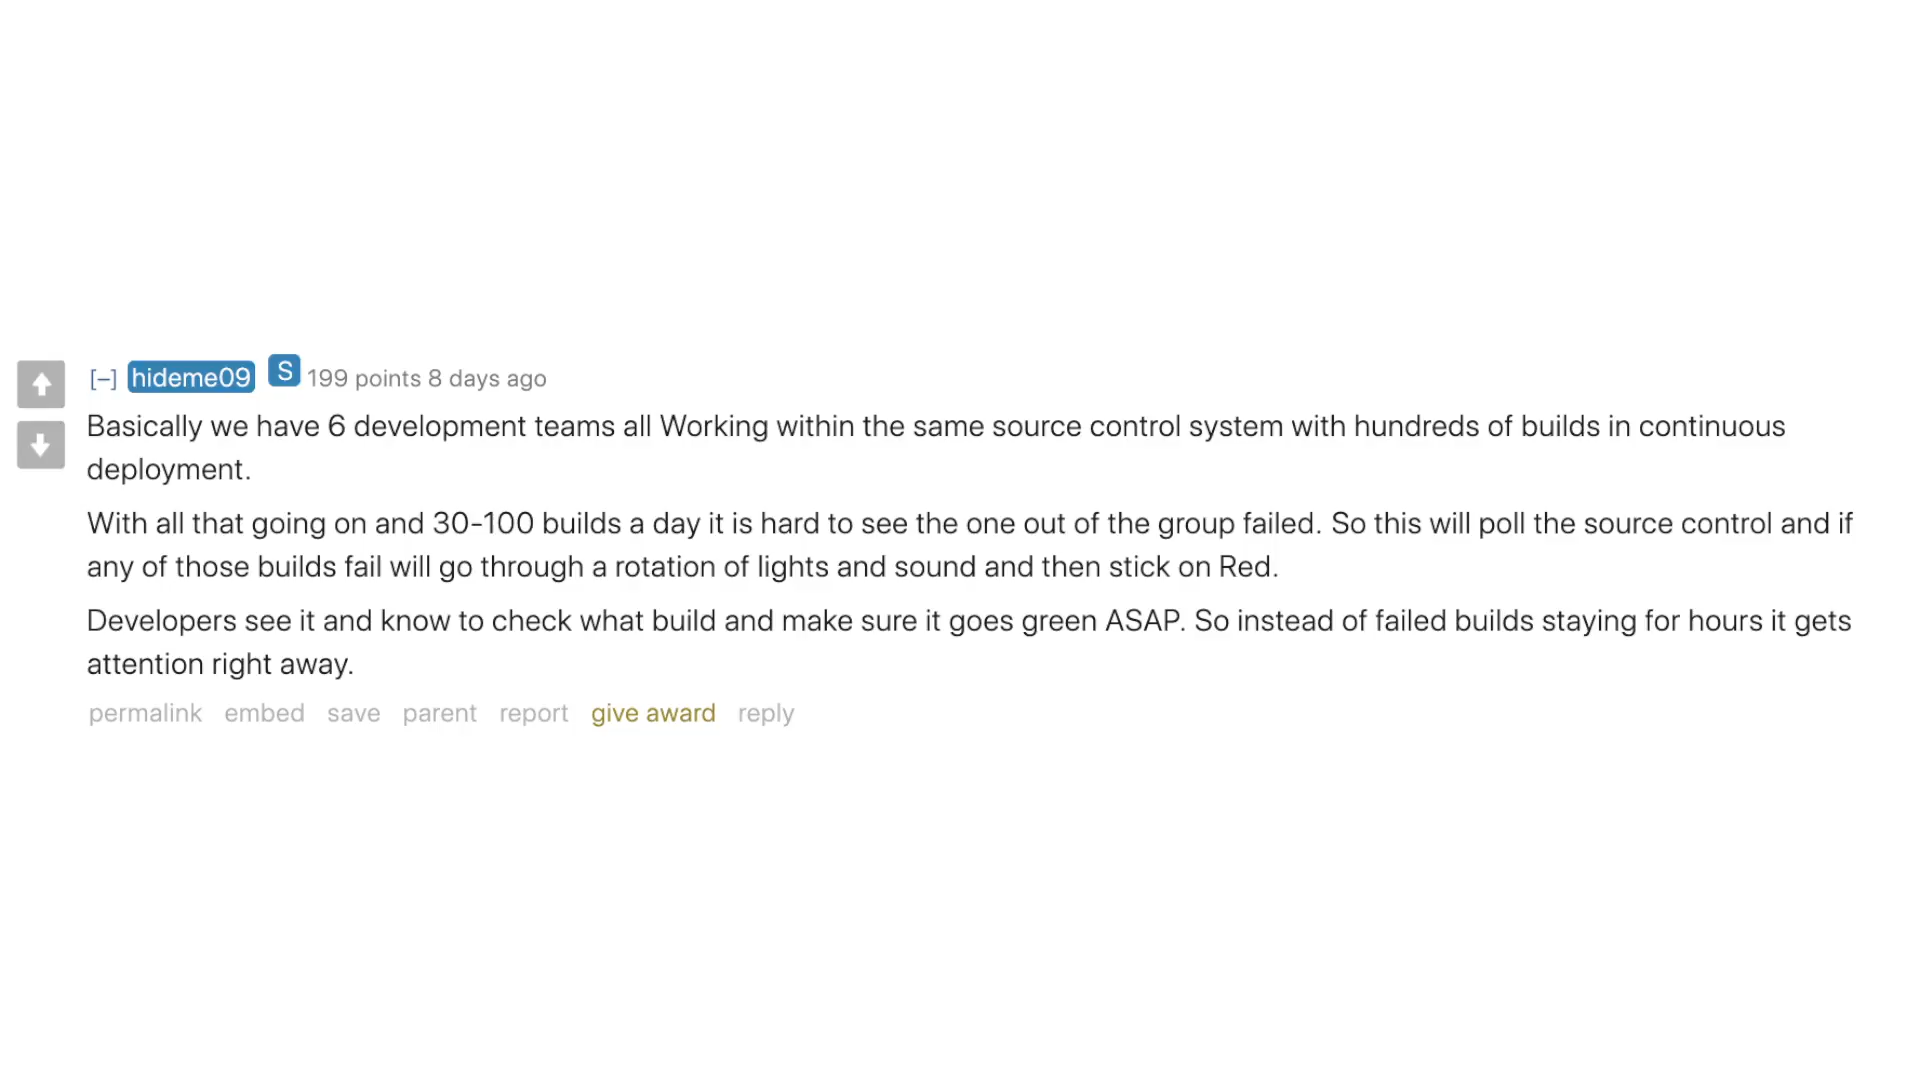 [–] hideme09 S 199 points 8 days ago
Basically we have 6 development teams all Working within the same source control system with hundreds of builds in continuous
deployment.
With all that going on and 30-100 builds a day it is hard to see the one out of the group failed. So this will poll the source control and if
any of those builds fail will go through a rotation of lights and sound and then stick on Red.
Developers see it and know to check what build and make sure it goes green ASAP. So instead of failed builds staying for hours it gets
attention right away.
permalink embed save parent report give award reply